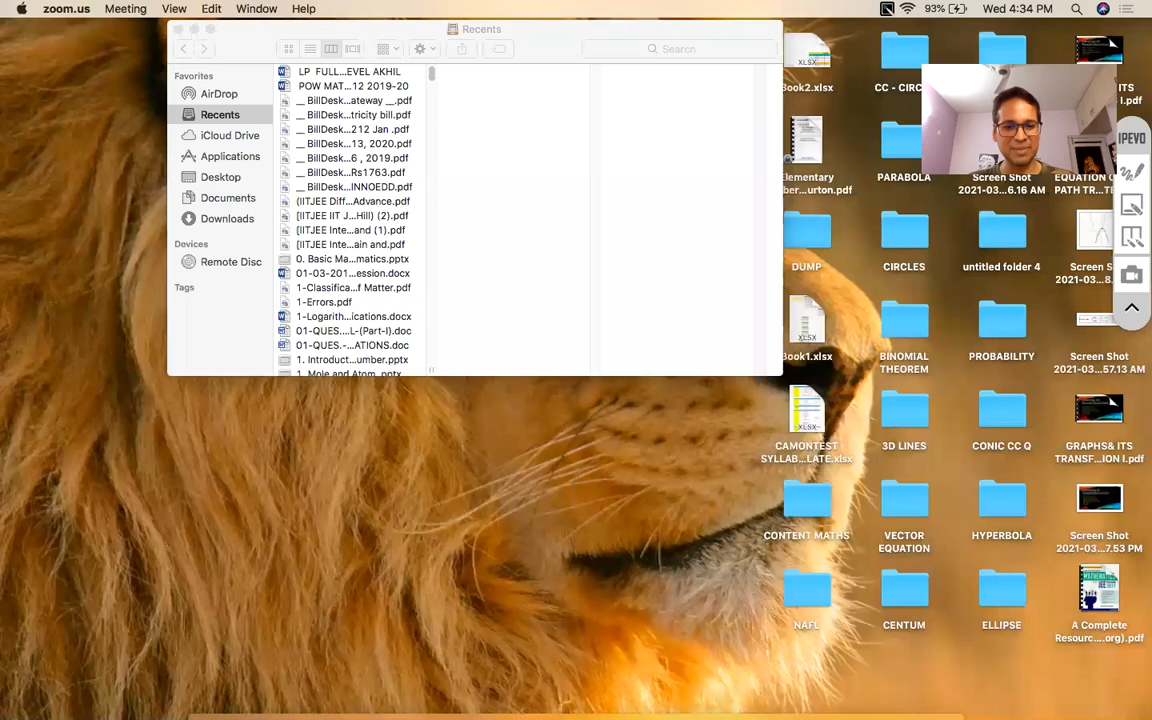 zoom.us Meeting View Edit Window Help
93% Wed 4:34 PM
Recents
Search
Favorites
AirDrop
Recents
iCloud Drive
Applications
Desktop
Documents
Downloads
Devices
Remote Disc
Tags
LP FULL...EVEL AKHIL
POW MAT...12 2019-20
__ BillDesk...ateway __.pdf
__ BillDesk...tricity bill.pdf
__ BillDesk...212 Jan .pdf
__ BillDesk...13, 2020.pdf
__ BillDesk...6 , 2019.pdf
__ BillDesk...Rs1763.pdf
__ BillDesk...INNOEDD.pdf
(IITJEE Diff...Advance.pdf
[IITJEE IIT J...Hill) (2).pdf
[IITJEE Inte...and (1).pdf
[IITJEE Inte...ain and.pdf
0. Basic Ma...matics.pptx
01-03-201...ession.docx
1-Classifica...f Matter.pdf
1-Errors.pdf
1-Logarith...ications.docx
01-QUES....L-(Part-I).doc
01-QUES.-...ATIONS.doc
1. Introduct...umber.pptx
1. Mole and Atom .pptx
XLSX
Book2.xlsx
CC - CIRC
ITS
I.pdf
IPEVO
Elementary
ber...urton.pdf
PARABOLA
Screen Shot
2021-03...6.16 AM
EQUATION
PATH TR...TE
DUMP
CIRCLES
untitled folder 4
Screen S
2021-03...8.
XLSX
Book1.xlsx
BINOMIAL
THEOREM
PROBABILITY
Screen Shot
2021-03...57.13 AM
XLSX
CAMONTEST
SYLLAB...LATE.xlsx
3D LINES
CONIC CC Q
GRAPHS& ITS
TRANSF...ION I.pdf
CONTENT MATHS
VECTOR
EQUATION
HYPERBOLA
Screen Shot
2021-03...7.53 PM
NAFL
CENTUM
ELLIPSE
A Complete
Resourc....org).pdf